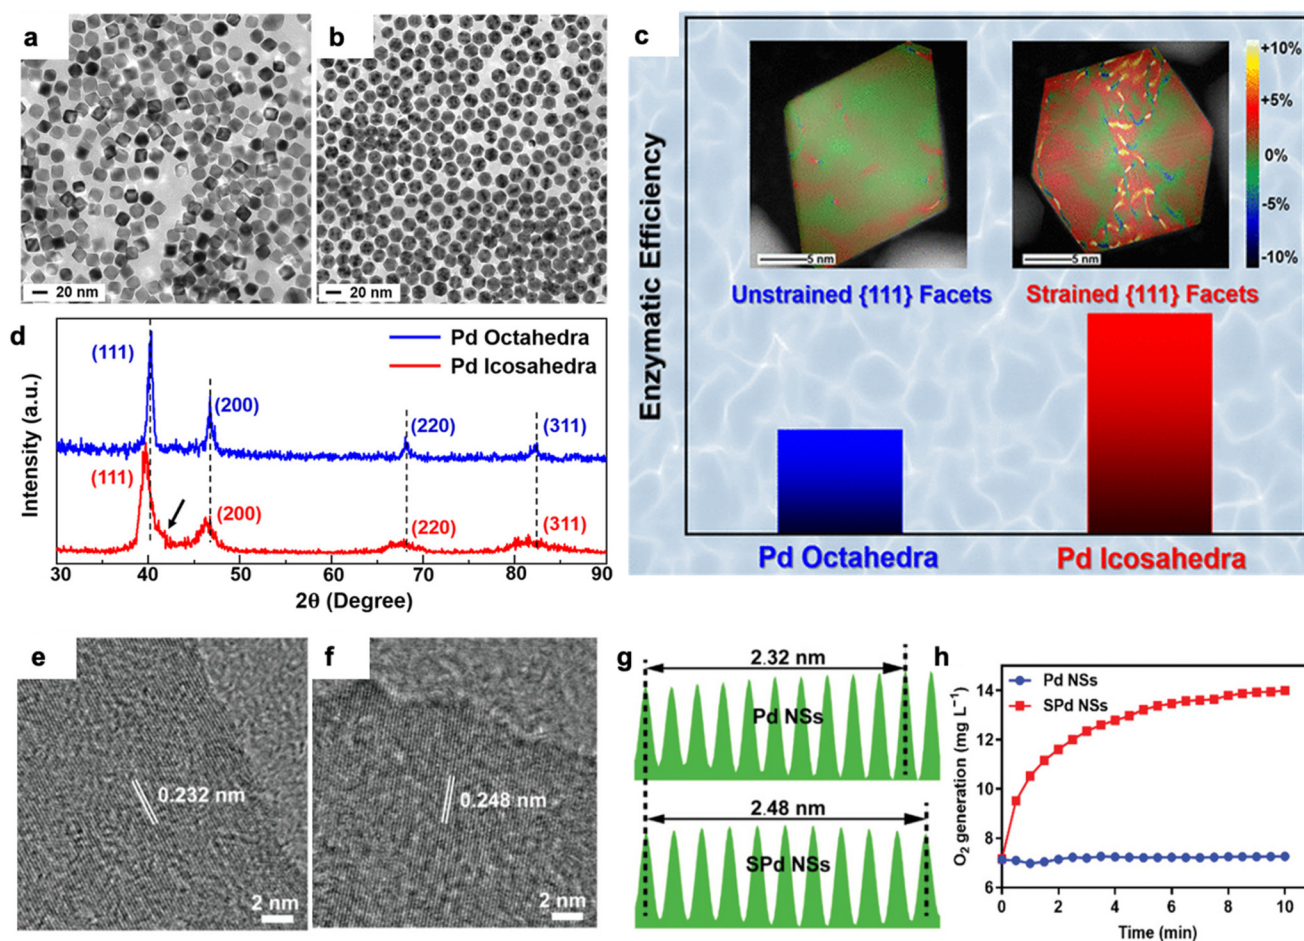 a
20 nm
b
20 nm
c
Enzymatic Efficiency
5 nm
5 nm
+10%
+5%
0%
-5%
-10%
Unstrained {111} Facets
Strained {111} Facets
Pd Octahedra
Pd Icosahedra
d
Intensity (a.u.)
Pd Octahedra
Pd Icosahedra
(111)
(200)
(220)
(311)
(111)
(200)
(220)
(311)
30 40 50 60 70 80 90
2θ (Degree)
e
0.232 nm
2 nm
f
0.248 nm
2 nm
g
2.32 nm
Pd NSs
2.48 nm
SPd NSs
h
O₂ generation (mg L⁻¹)
Pd NSs
SPd NSs
14
12
10
8
6
0 2 4 6 8 10
Time (min)